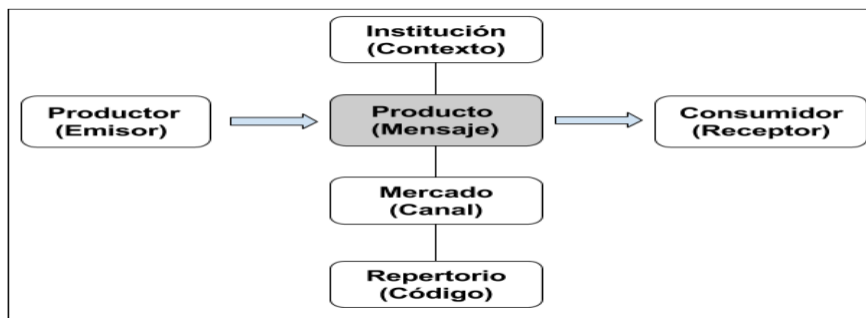 Institución
(Contexto)
Productor
(Emisor)
Producto
(Mensaje)
Consumidor
(Receptor)
Mercado
(Canal)
Repertorio
(Código)